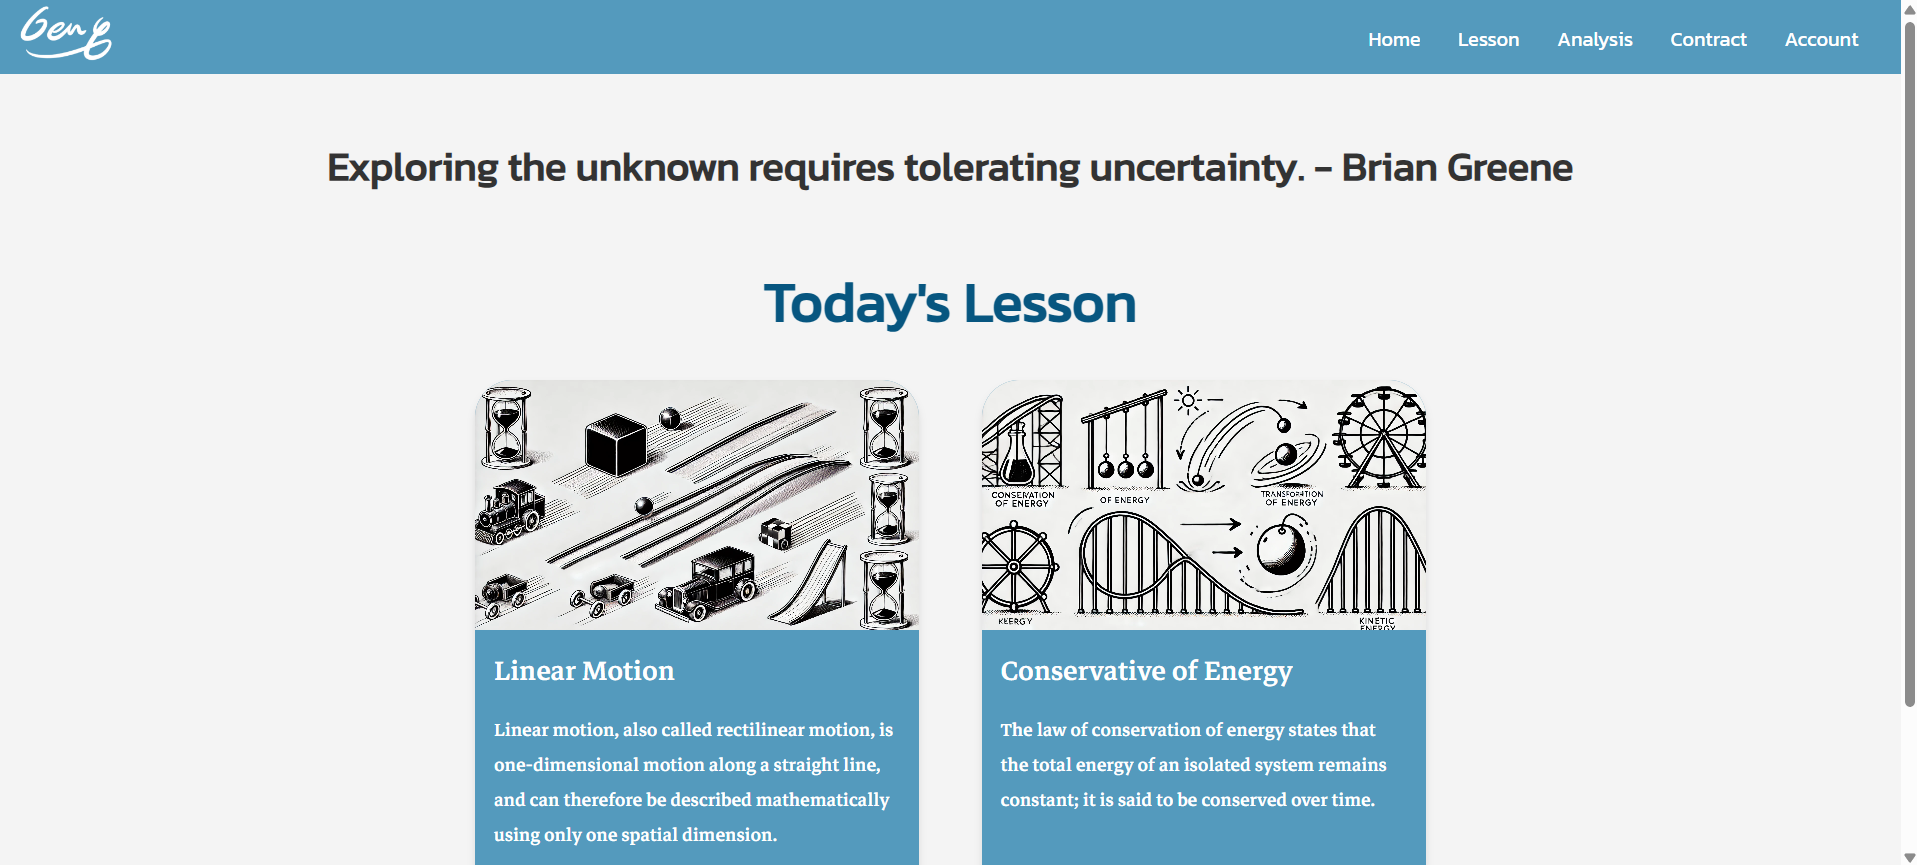 Home Lesson Analysis Contract Account
Exploring the unknown requires tolerating uncertainty. - Brian Greene
Today's Lesson
CONSEIVATION
OF ENERGY
OF ENERGY
OF ENERGY
KEERGY
KINETIC
ENERGY
Linear Motion
Linear motion, also called rectilinear motion, is
one-dimensional motion along a straight line,
and can therefore be described mathematically
using only one spatial dimension.
Conservative of Energy
The law of conservation of energy states that
the total energy of an isolated system remains
constant; it is said to be conserved over time.